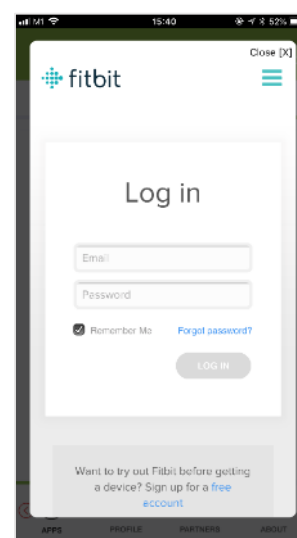 M1 15:40 52%
Close [X]
fitbit
Log in
Email
Password
Remember Me Forgot password?
LOG IN
Want to try out Fitbit before getting
a device? Sign up for a free
account
APPS PROFILE PARTNERS ABOUT